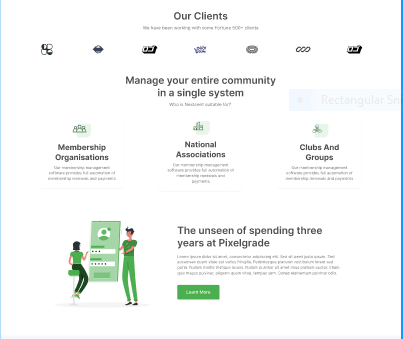 Our Clients
We have been working with some Fortune 500+ clients
Manage your entire community
in a single system
Who is Nextcent suitable for?
Rectangular Sni
Membership
Organisations
Our membership management
software provides full automation of
membership renewals and payments
National
Associations
Our membership management
software provides full automation of
membership renewals and
payments
Clubs And
Groups
Our membership management
software provides full automation of
membership renewals and payments
The unseen of spending three
years at Pixelgrade
Lorem ipsum dolor sit amet, consectetur adipiscing elit. Sed sit amet justo ipsum. Sed
accumsan quam vitae est varius fringilla. Pellentesque placerat vestibulum lorem sed
porta. Nullam mattis tristique iaculis. Nullam pulvinar sit amet risus pretium auctor. Etiam
quis massa pulvinar, aliquam quam vitae, tempus sem. Donec elementum pulvinar odio.
Learn More